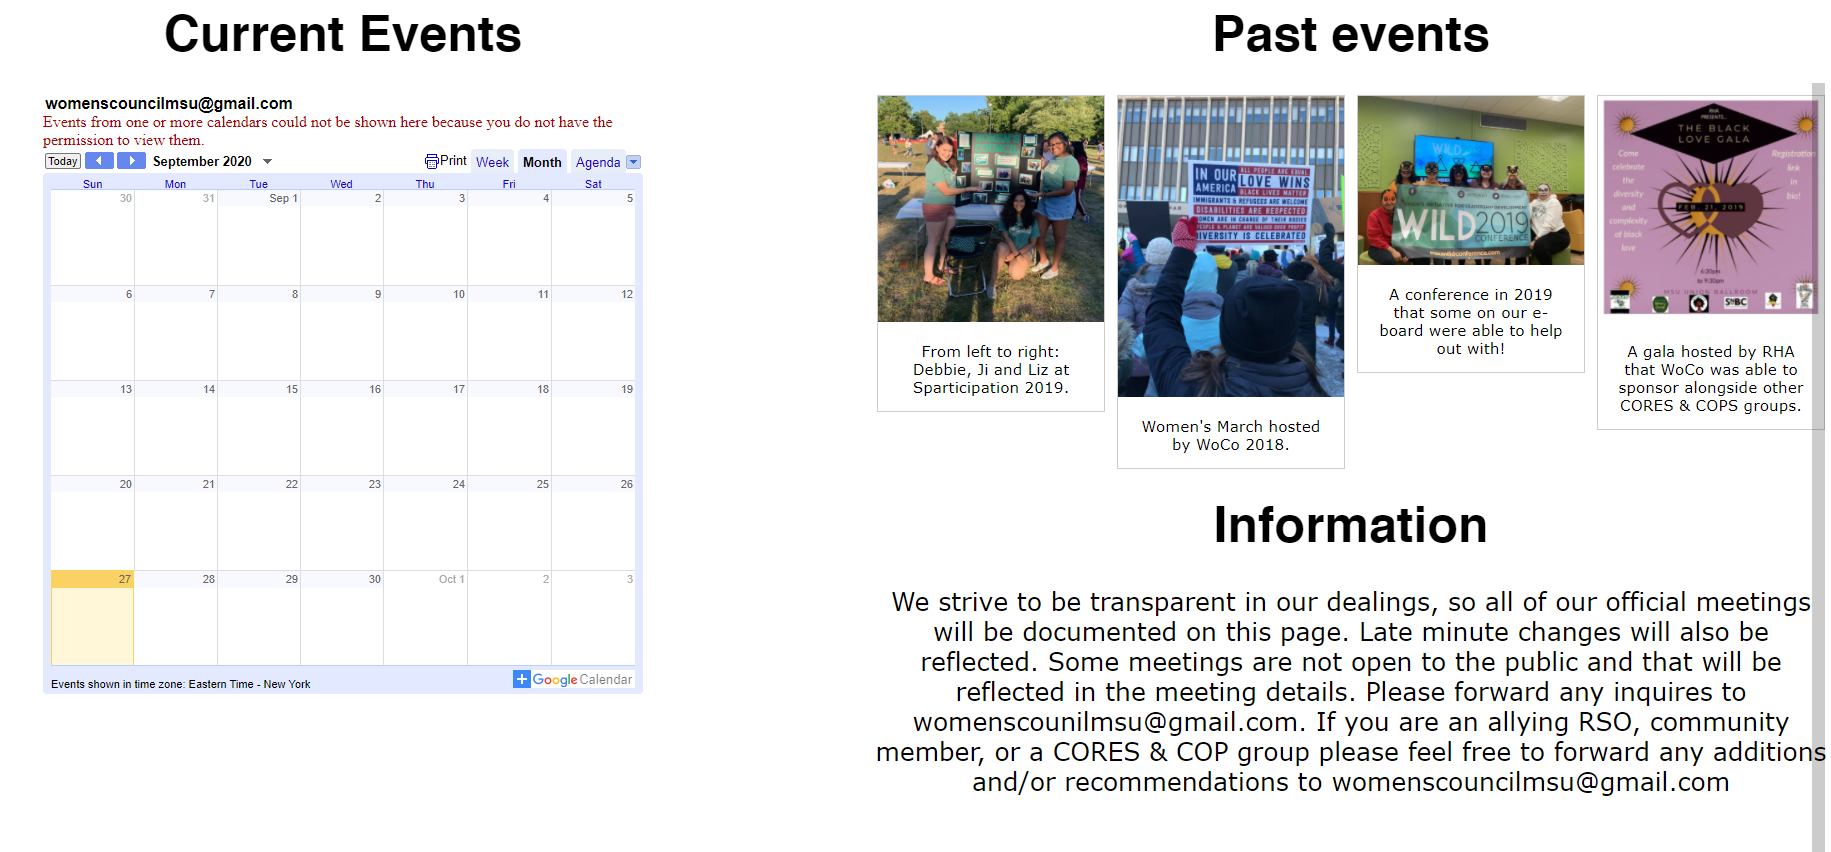 Current Events
womenscouncilmsu@gmail.com
Events from one or more calendars could not be shown here because you do not have the
permission to view them.
Today
September 2020
Print
Week
Month
Agenda
Sun Mon Tue Wed Thu Fri Sat
30 31 Sep 1 2 3 4 5
6 7 8 9 10 11 12
13 14 15 16 17 18 19
20 21 22 23 24 25 26
27 28 29 30 Oct 1 2 3
Events shown in time zone: Eastern Time - New York
+ Google Calendar
Past events
From left to right:
Debbie, Ji and Liz at
Sparticipation 2019.
IN OUR
AMERICA
ALL PEOPLE ARE EQUAL
LOVE WINS
BLACK LIVES MATTER
IMMIGRANTS & REFUGEES ARE WELCOME
DISABILITIES ARE RESPECTED
WOMEN ARE IN CHARGE OF THEIR BODIES
PEOPLE & PLANET ARE VALUED OVER PROFIT
DIVERSITY IS CELEBRATED
Women's March hosted
by WoCo 2018.
WILD
WILD 2019
CONFERENCE
A conference in 2019
that some on our e-
board were able to help
out with!
RHA
PRESENTS...
THE BLACK
LOVE GALA
Come
celebrate
the
diversity
and
complexity
of black
love
Registration
link
in
bio!
FEB. 21, 2019
6:30pm
to 9:30pm
MSU UNION BALLROOM
A gala hosted by RHA
that WoCo was able to
sponsor alongside other
CORES & COPS groups.
Information
We strive to be transparent in our dealings, so all of our official meetings
will be documented on this page. Late minute changes will also be
reflected. Some meetings are not open to the public and that will be
reflected in the meeting details. Please forward any inquires to
womenscounilmsu@gmail.com. If you are an allying RSO, community
member, or a CORES & COP group please feel free to forward any additions
and/or recommendations to womenscouncilmsu@gmail.com